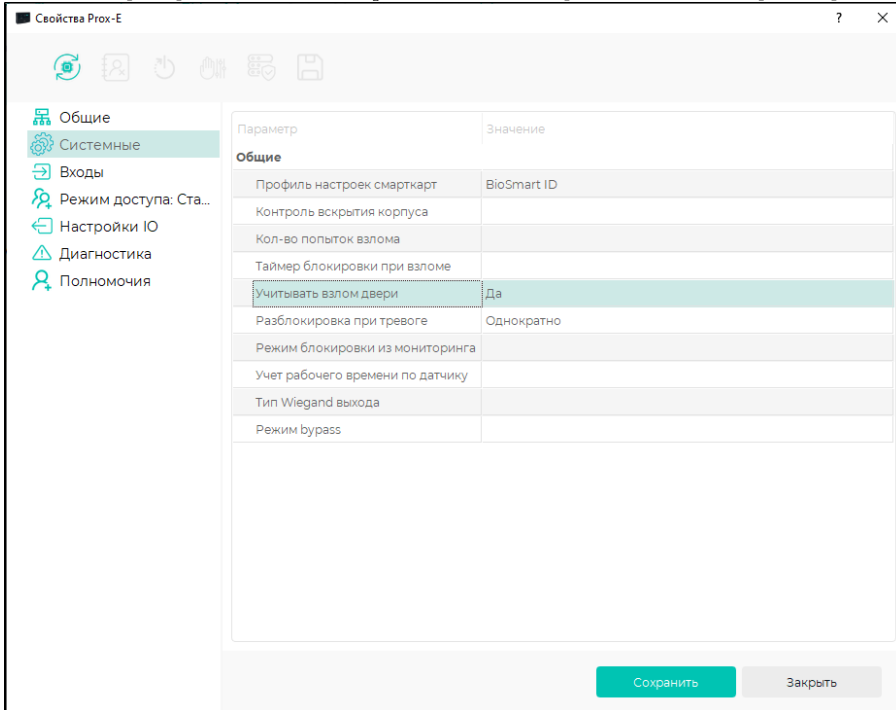 Свойства Prox-E
? ×
Общие
Системные
Входы
Режим доступа: Ста...
Настройки IO
Диагностика
Полномочия
Параметр Значение
Общие
Профиль настроек смарткарт BioSmart ID
Контроль вскрытия корпуса
Кол-во попыток взлома
Таймер блокировки при взломе
Учитывать взлом двери Да
Разблокировка при тревоге Однократно
Режим блокировки из мониторинга
Учет рабочего времени по датчику
Тип Wiegand выхода
Режим bypass
Сохранить Закрыть